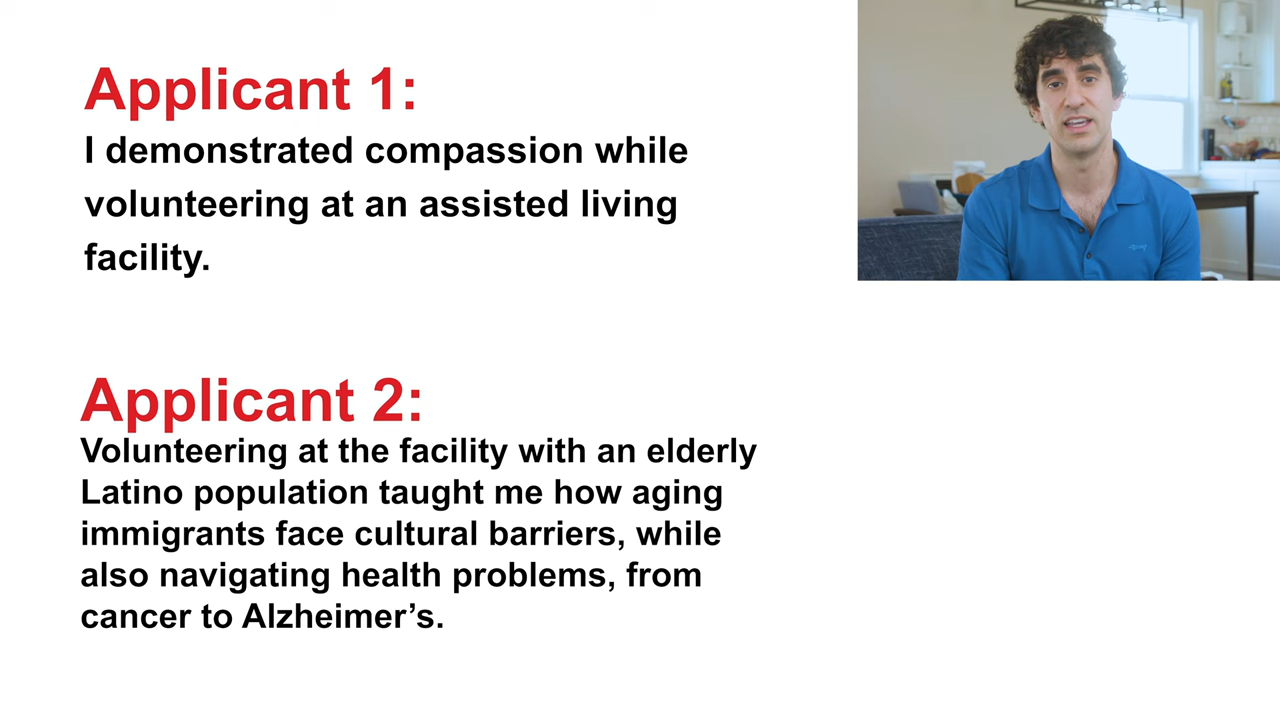 Applicant 1:
I demonstrated compassion while
volunteering at an assisted living
facility.
Applicant 2:
Volunteering at the facility with an elderly
Latino population taught me how aging
immigrants face cultural barriers, while
also navigating health problems, from
cancer to Alzheimer’s.